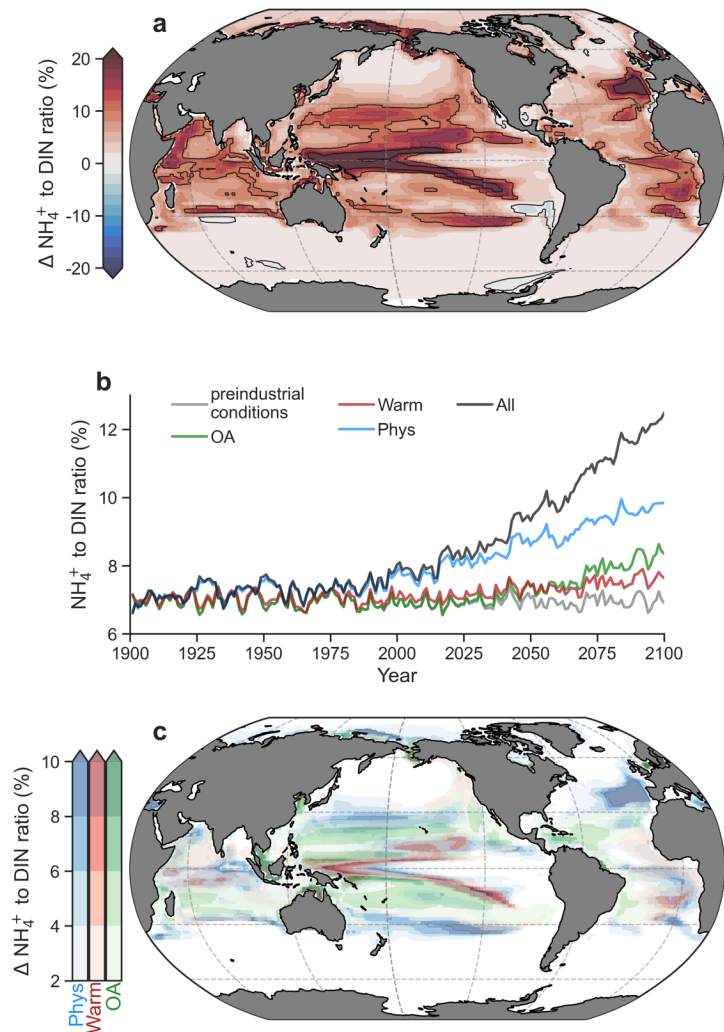 a
Δ NH₄⁺ to DIN ratio (%)
20
10
0
-10
-20
b
preindustrial
conditions
OA
Warm
Phys
All
NH₄⁺ to DIN ratio (%)
12
10
8
6
1900
1925
1950
1975
2000
2025
2050
2075
2100
Year
c
Δ NH₄⁺ to DIN ratio (%)
10
8
6
4
2
Phys
Warm
OA